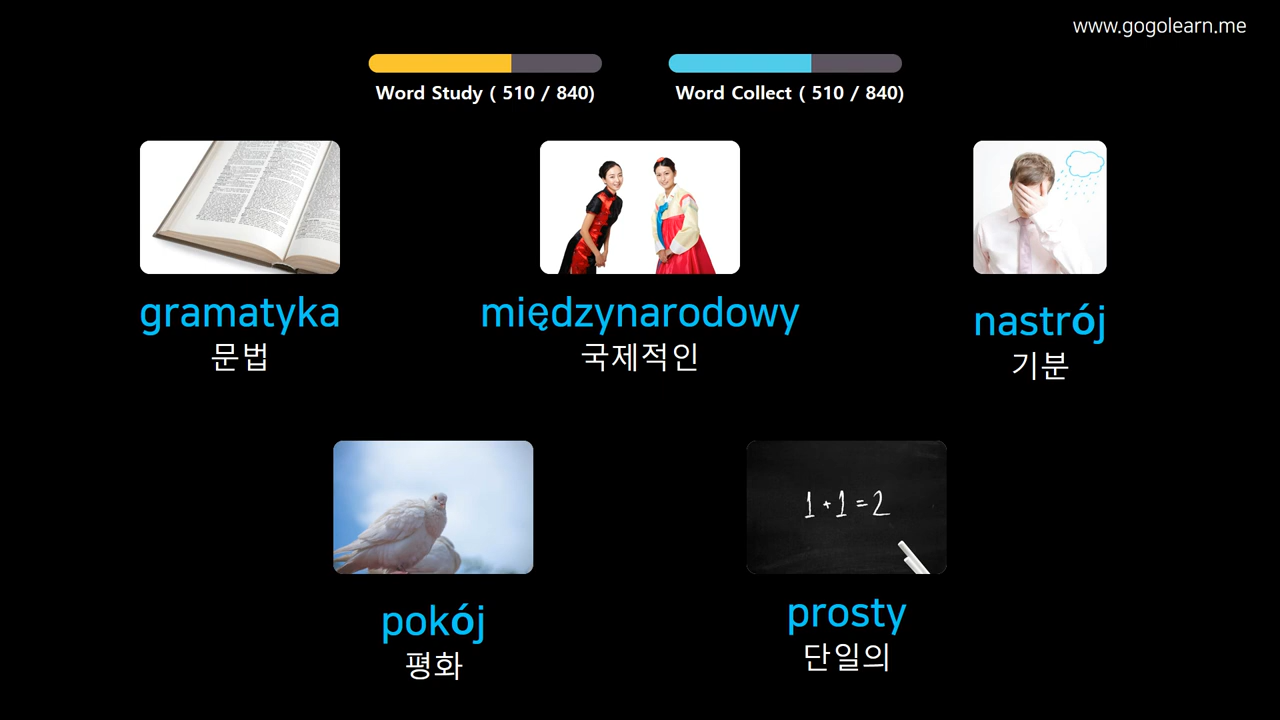 www.gogolearn.me
Word Study ( 510 / 840)
Word Collect ( 510 / 840)
gramatyka
문법
międzynarodowy
국제적인
nastrój
기분
pokój
평화
1+1=2
prosty
단일의